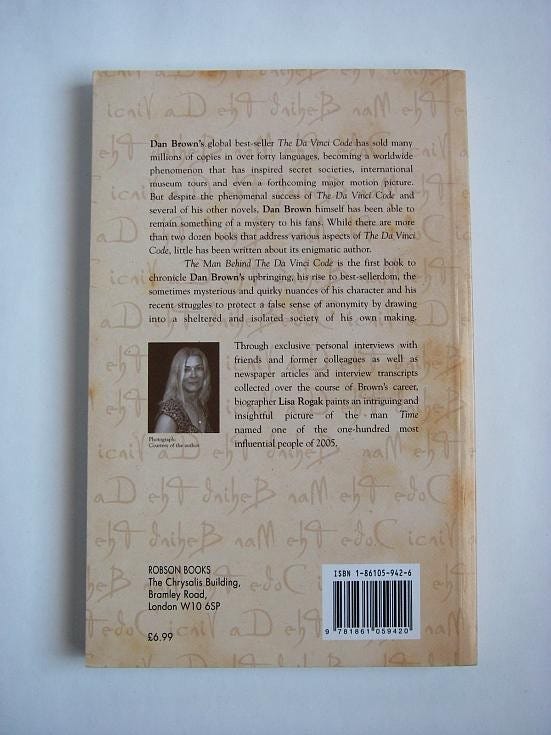 Dan Brown's global best-seller The Da Vinci Code has sold many
millions of copies in over forty languages, becoming a worldwide
phenomenon that has inspired secret societies, international
museum tours and even a forthcoming major motion picture.
But despite the phenomenal success of The Da Vinci Code and
several of his other novels, Dan Brown himself has been able to
remain something of a mystery to his fans. While there are more
than two dozen books that address various aspects of The Da Vinci
Code, little has been written about its enigmatic author.
The Man Behind The Da Vinci Code is the first book to
chronicle Dan Brown's upbringing, his rise to best-sellerdom, the
sometimes mysterious and quirky nuances of his character and his
recent struggles to protect a false sense of anonymity by drawing
into a sheltered and isolated society of his own making.
Through exclusive personal interviews with
friends and former colleagues as well as
newspaper articles and interview transcripts
collected over the course of Brown's career,
biographer Lisa Rogak paints an intriguing and
insightful picture of the man Time
named one of the one-hundred most
influential people of 2005.
Photograph:
Courtesy of the author
ROBSON BOOKS
The Chrysalis Building,
Bramley Road,
London W10 6SP
£6.99
ISBN 1-86105-942-6
9 781861 059420